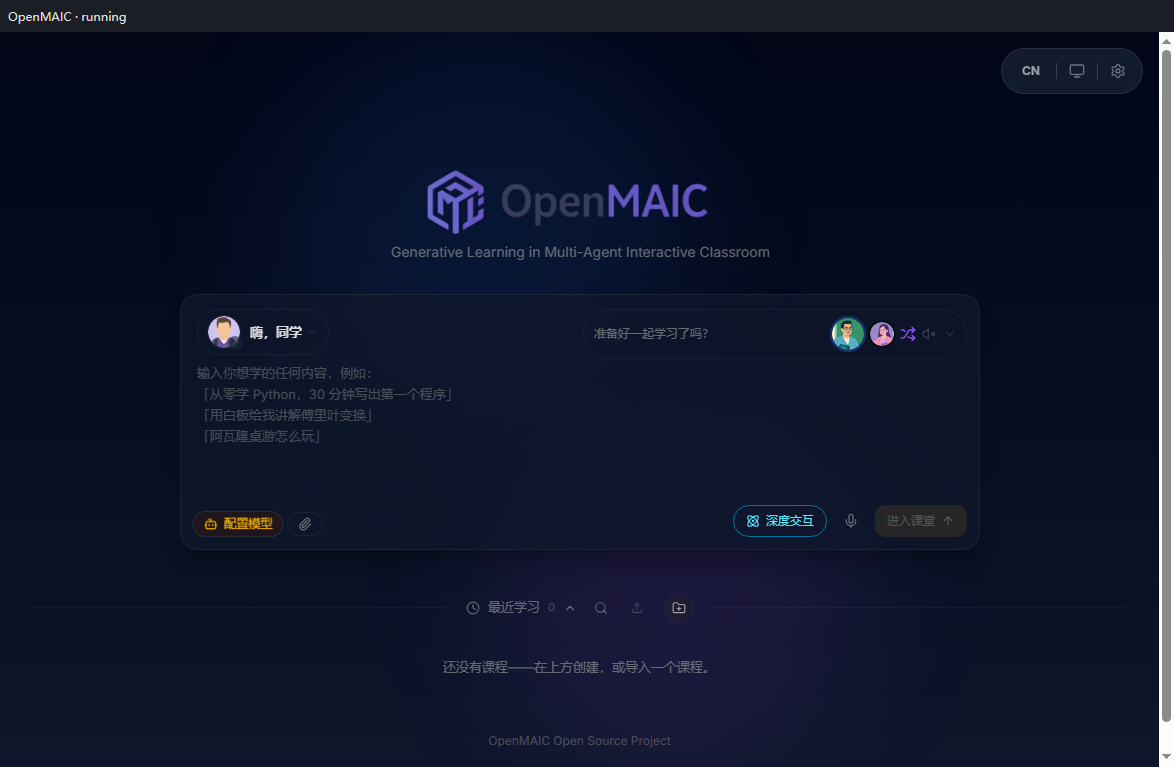 OpenMAIC · running
CN
OpenMAIC
Generative Learning in Multi-Agent Interactive Classroom
嗨，同学
准备好一起学习了吗？
输入你想学的任何内容，例如：
「从零学 Python，30 分钟写出第一个程序」
「用白板给我讲解傅里叶变换」
「阿瓦隆桌游怎么玩」
配置模型
深度交互
进入课堂
最近学习 0
还没有课程——在上方创建，或导入一个课程。
OpenMAIC Open Source Project